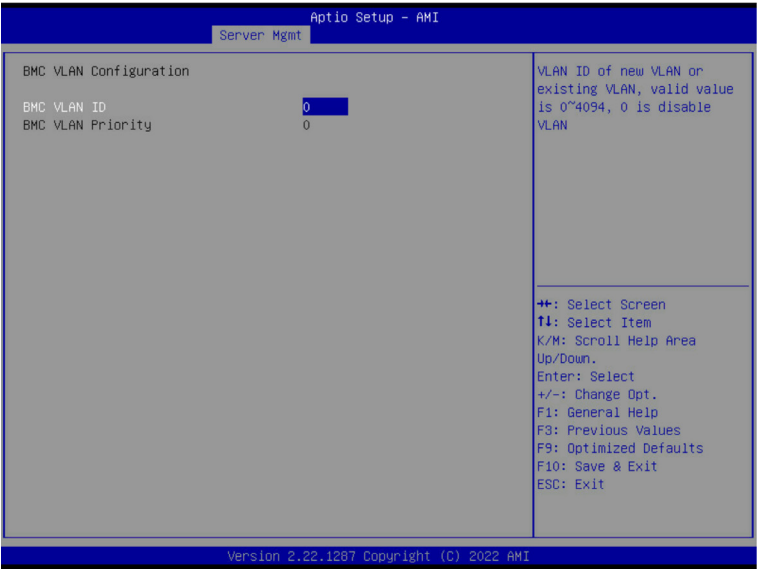 Aptio Setup - AMI
Server Mgmt
BMC VLAN Configuration
BMC VLAN ID 0
BMC VLAN Priority 0
VLAN ID of new VLAN or
existing VLAN, valid value
is 0~4094, 0 is disable
VLAN
→←: Select Screen
↑↓: Select Item
K/M: Scroll Help Area
Up/Down.
Enter: Select
+/-: Change Opt.
F1: General Help
F3: Previous Values
F9: Optimized Defaults
F10: Save & Exit
ESC: Exit
Version 2.22.1287 Copyright (C) 2022 AMI